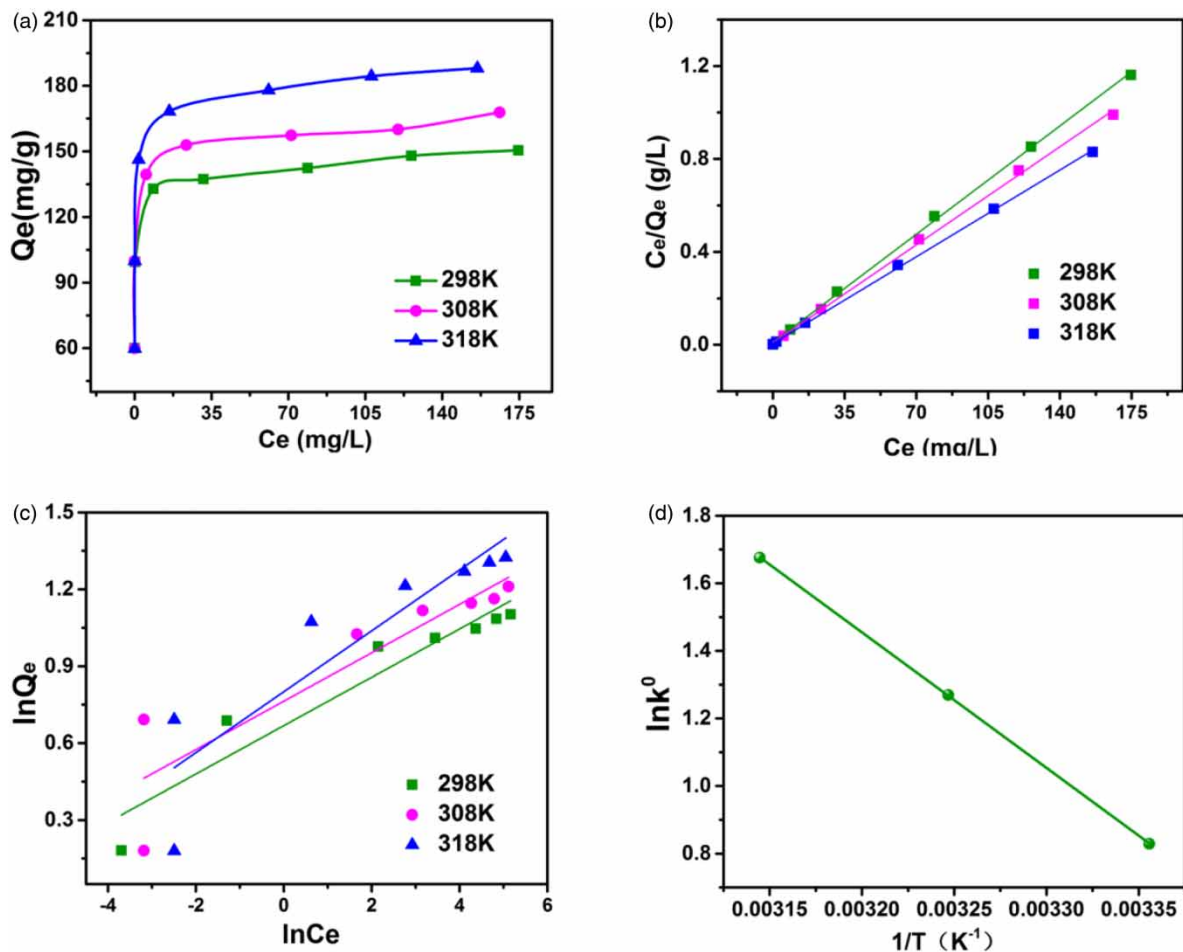 (a)
210
180
150
120
90
60
Qe(mg/g)
298K
308K
318K
0 35 70 105 140 175
Ce (mg/L)
(b)
1.2
0.8
0.4
0.0
Ce/Qe (g/L)
298K
308K
318K
0 35 70 105 140 175
Ce (mg/L)
(c)
1.5
1.2
0.9
0.6
0.3
lnQe
298K
308K
318K
-4 -2 0 2 4 6
lnCe
(d)
1.8
1.6
1.4
1.2
1.0
0.8
lnk⁰
0.00315 0.00320 0.00325 0.00330 0.00335
1/T（K⁻¹）